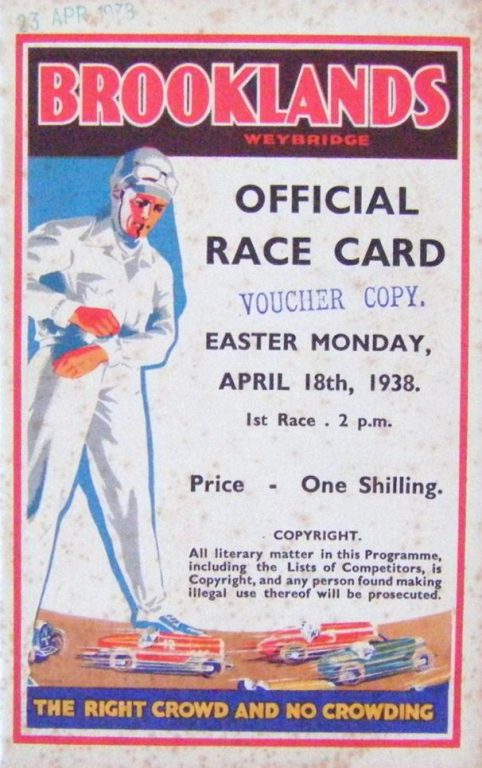 23 APR 1973
BROOKLANDS
WEYBRIDGE
OFFICIAL
RACE CARD
VOUCHER COPY.
EASTER MONDAY,
APRIL 18th, 1938.
1st Race . 2 p.m.
Price - One Shilling.
COPYRIGHT.
All literary matter in this Programme,
including the Lists of Competitors, is
Copyright, and any person found making
illegal use thereof will be prosecuted.
12
THE RIGHT CROWD AND NO CROWDING